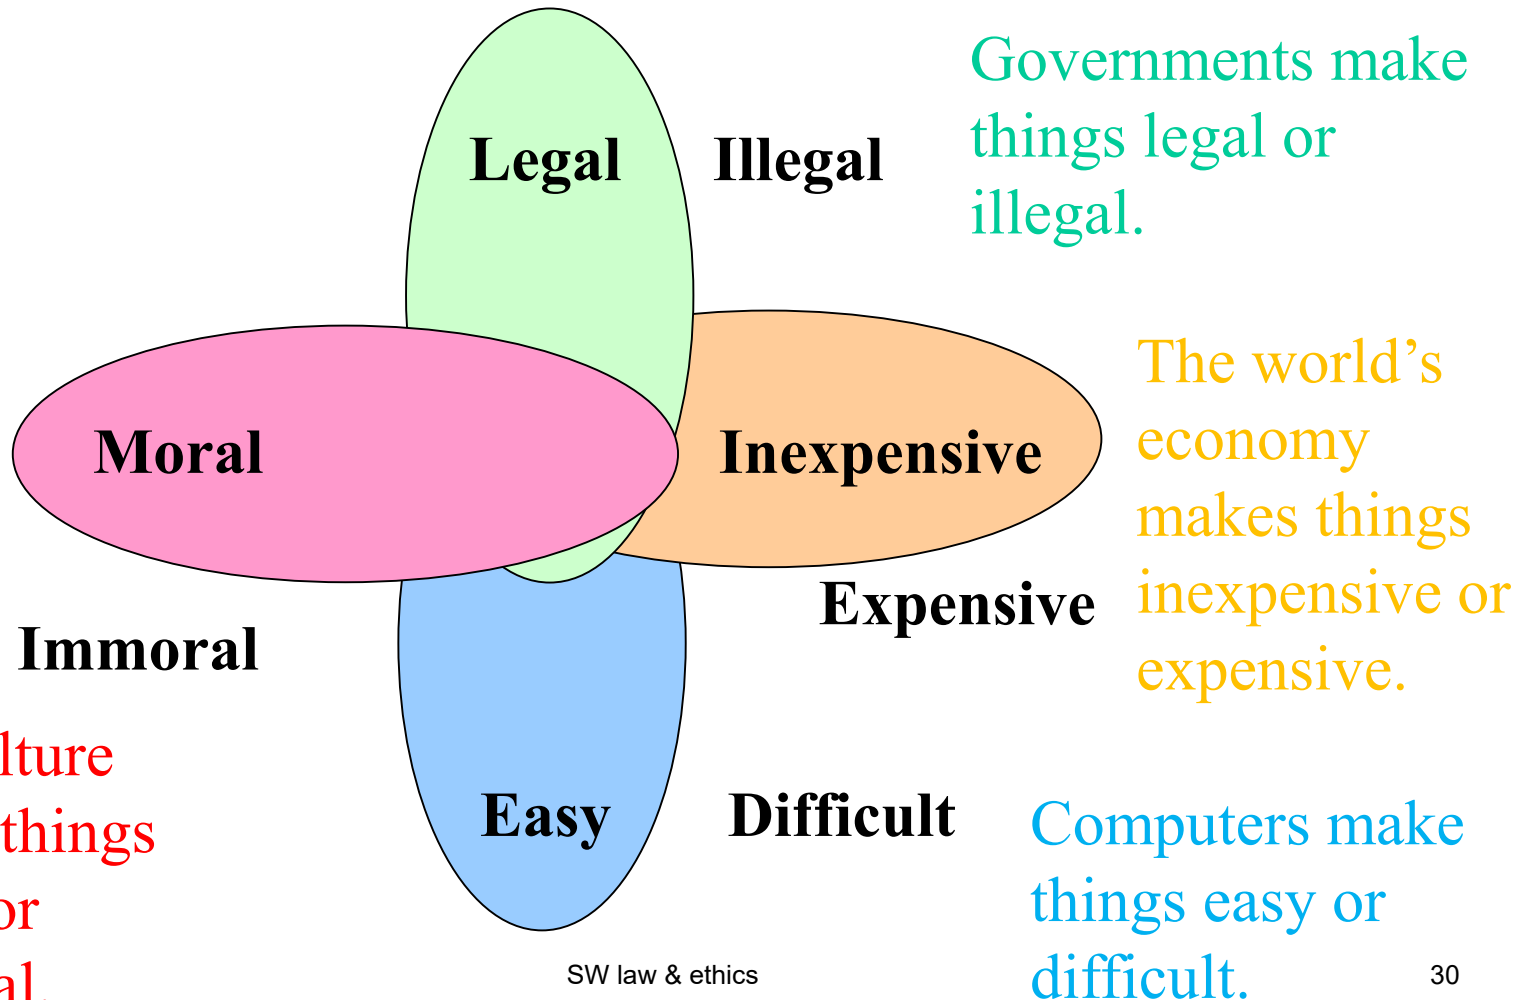 Legal
Illegal
Governments make
things legal or
illegal.
Moral
Inexpensive
The world’s
economy
makes things
inexpensive or
expensive.
Expensive
Immoral
lture
things
or
al.
Easy
Difficult
Computers make
things easy or
difficult.
SW law & ethics
30